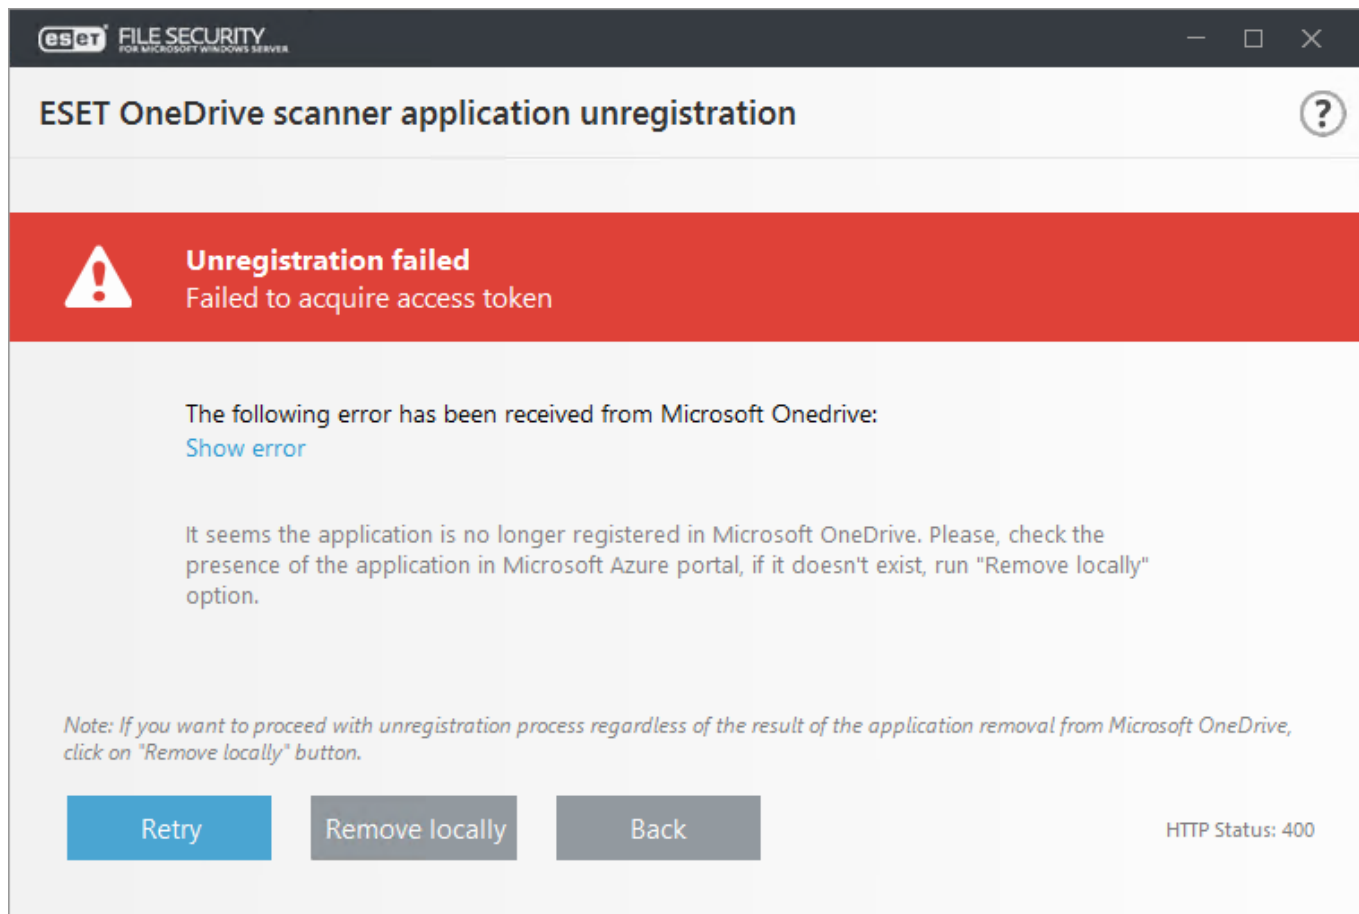 eseT FILE SECURITY
FOR MICROSOFT WINDOWS SERVER
ESET OneDrive scanner application unregistration
?
Unregistration failed
Failed to acquire access token
The following error has been received from Microsoft Onedrive:
Show error
It seems the application is no longer registered in Microsoft OneDrive. Please, check the
presence of the application in Microsoft Azure portal, if it doesn't exist, run "Remove locally"
option.
Note: If you want to proceed with unregistration process regardless of the result of the application removal from Microsoft OneDrive,
click on "Remove locally" button.
Retry Remove locally Back HTTP Status: 400